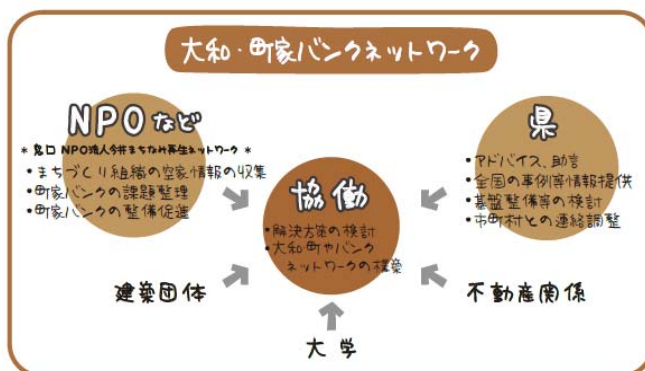 大和・町家バンクネットワーク
NPOなど
* 窓口 NPO法人今井まちなみ再生ネットワーク *
・まちづくり組織の空家情報の収集
・町家バンクの課題整理
・町家バンクの整備促進
県
・アドバイス、助言
・全国の事例等情報提供
・基盤整備等の検討
・市町村との連絡調整
協働
・解決方策の検討
・大和・町やバンク
ネットワークの構築
建築団体
不動産関係
大学